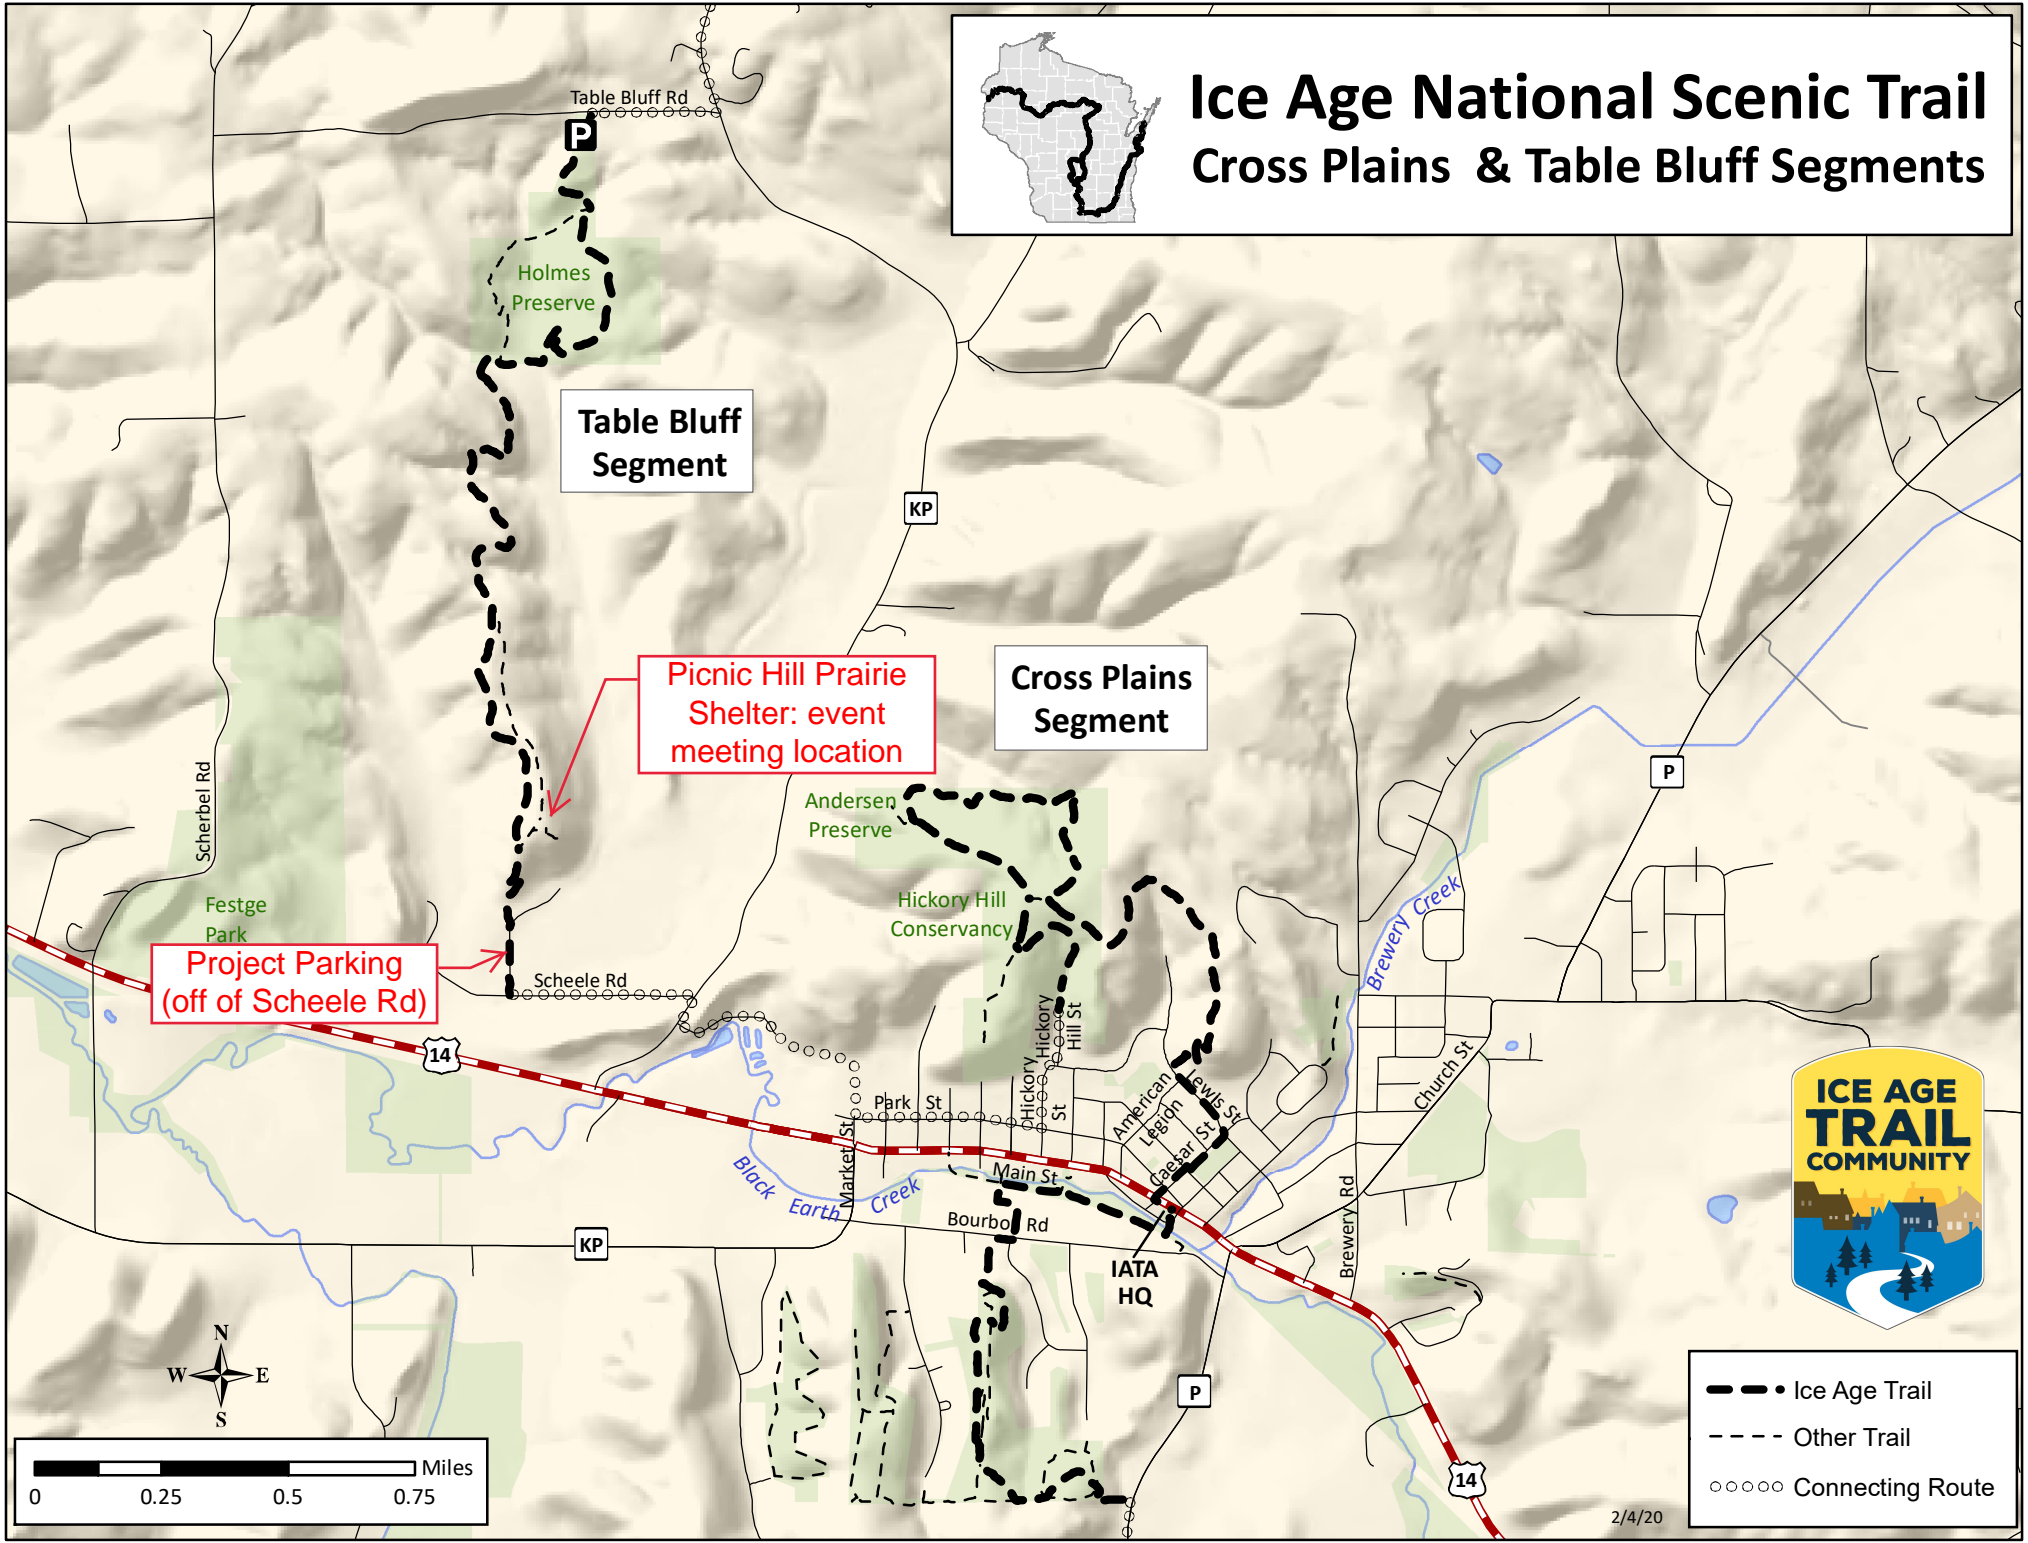 Ice Age National Scenic Trail
Cross Plains & Table Bluff Segments
Table Bluff Rd
P
Holmes
Preserve
Table Bluff
Segment
KP
Picnic Hill Prairie
Shelter: event
meeting location
Cross Plains
Segment
P
Scherbel Rd
Andersen
Preserve
Festge
Park
Hickory Hill
Conservancy
Brewery Creek
Project Parking
(off of Scheele Rd)
Scheele Rd
14
Hickory
Hill St
Hickory
St
Park St
American
Legion
Lewis St
Caesar St
Church St
Market St
Main St
Black Earth Creek
Bourbon Rd
Brewery Rd
KP
IATA
HQ
P
14
ICE AGE
TRAIL
COMMUNITY
N
W E
S
Miles
0 0.25 0.5 0.75
Ice Age Trail
Other Trail
Connecting Route
2/4/20